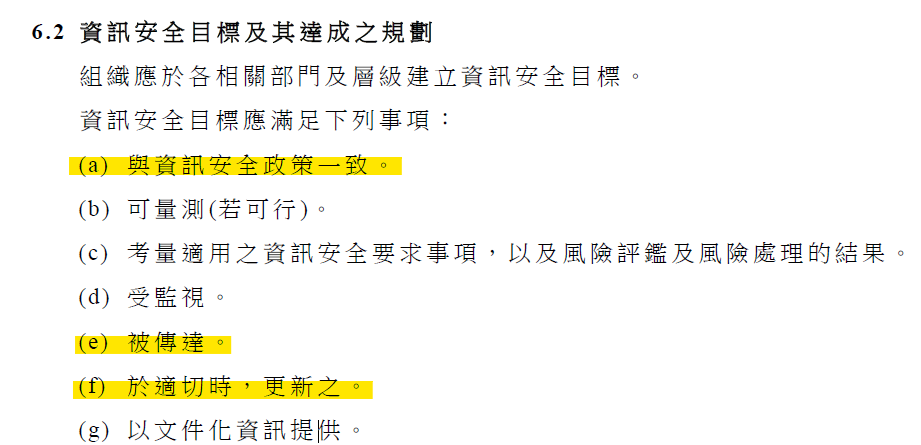 6.2 資訊安全目標及其達成之規劃
組織應於各相關部門及層級建立資訊安全目標。
資訊安全目標應滿足下列事項：
(a) 與資訊安全政策一致。
(b) 可量測(若可行)。
(c) 考量適用之資訊安全要求事項，以及風險評鑑及風險處理的結果。
(d) 受監視。
(e) 被傳達。
(f) 於適切時，更新之。
(g) 以文件化資訊提供。